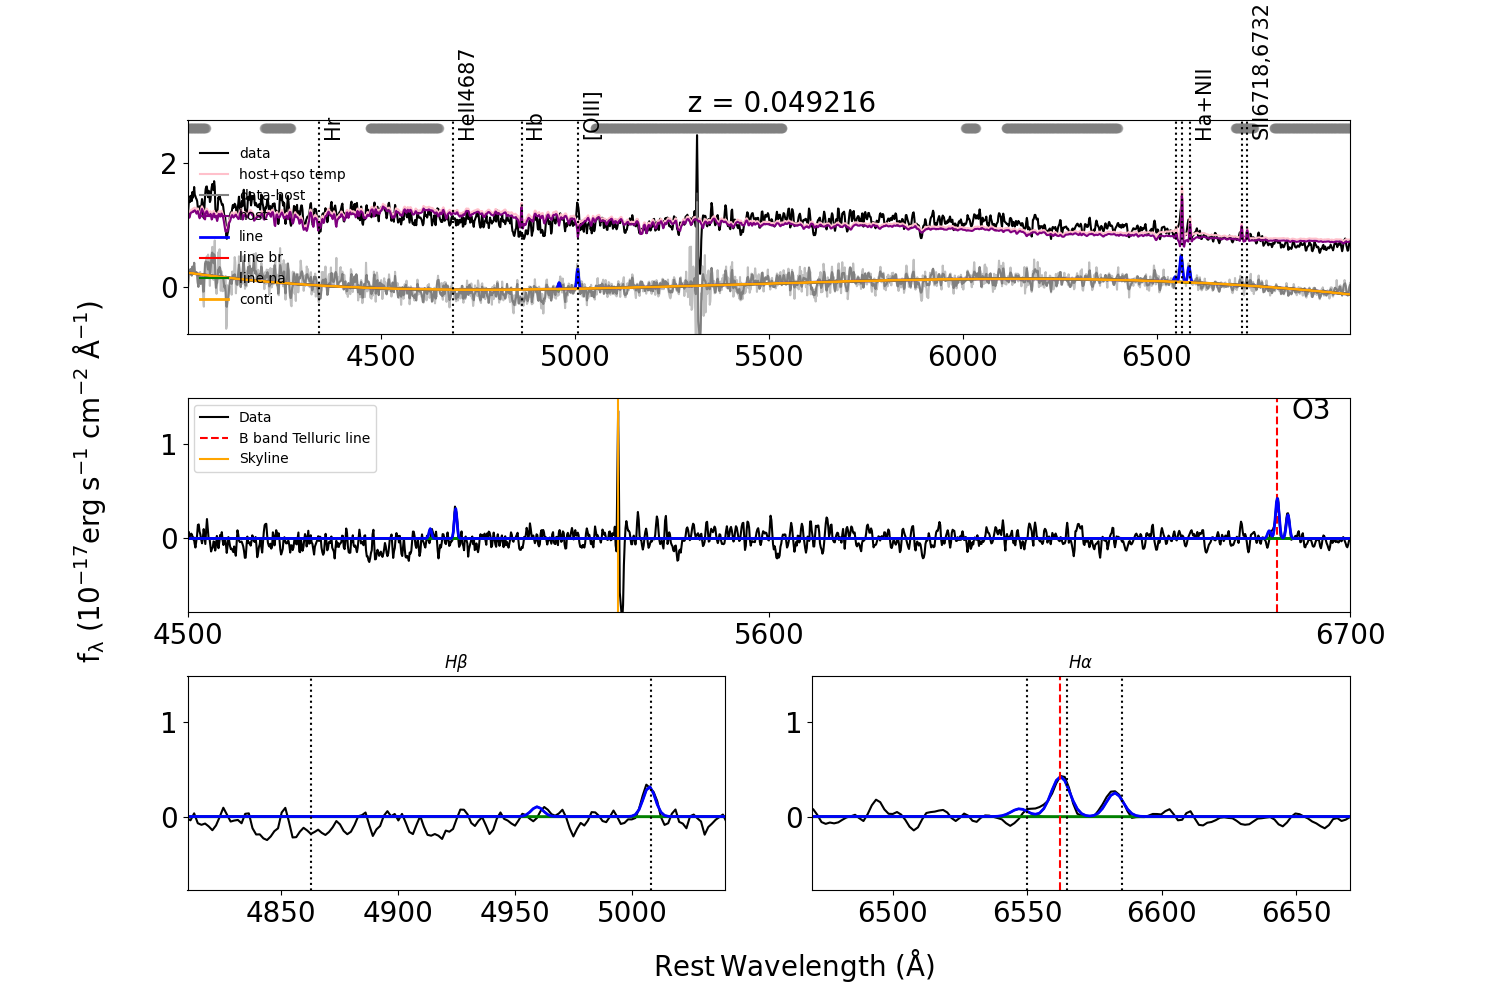 z = 0.049216
Hr
HeII4687
Hb
[OIII]
Ha+NII
SII6718,6732
data
host+qso temp
data-host
host
line
line br
line na
conti
2
0
4500 5000 5500 6000 6500
fλ (10⁻¹⁷erg s⁻¹ cm⁻² Å⁻¹)
Data
B band Telluric line
Skyline
O3
1
0
4500 5600 6700
Hβ
1
0
4850 4900 4950 5000
Hα
1
0
6500 6550 6600 6650
Rest Wavelength (Å)